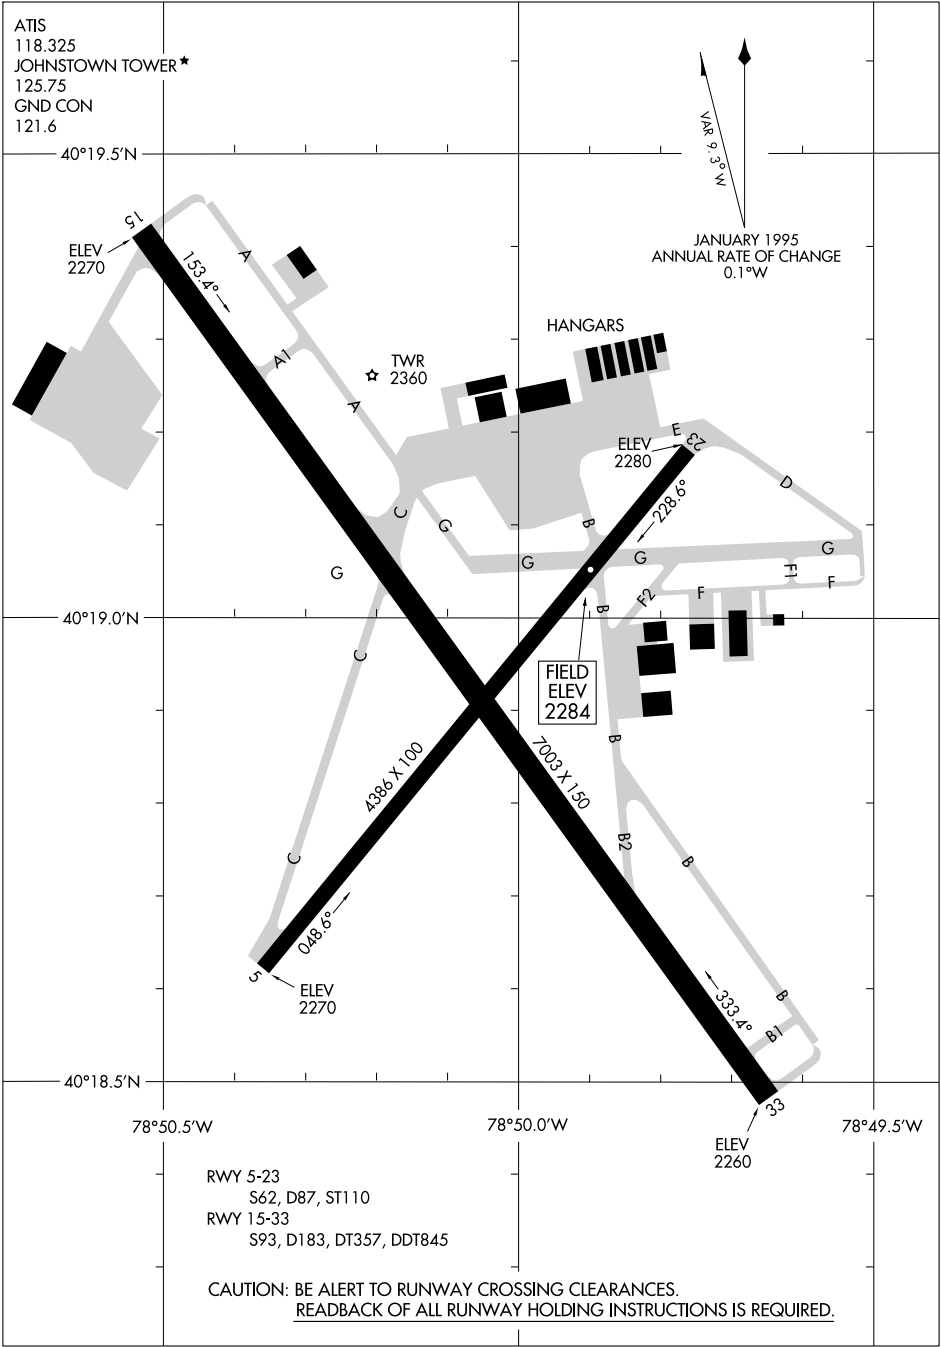 ATIS
118.325
JOHNSTOWN TOWER★
125.75
GND CON
121.6
40°19.5'N
VAR 9.3° W
JANUARY 1995
ANNUAL RATE OF CHANGE
0.1°W
15
ELEV
2270
153.4°
A
A1
A
TWR
2360
HANGARS
E
ELEV
2280
23
228.6°
D
C
G
B
G
G
G
G
F1
F
F
F2
B
40°19.0'N
C
FIELD
ELEV
2284
B
4386 X 100
7003 X 150
B2
B
C
048.6°
5
ELEV
2270
B
333.4°
B1
40°18.5'N
33
78°50.5'W
78°50.0'W
78°49.5'W
ELEV
2260
RWY 5-23
S62, D87, ST110
RWY 15-33
S93, D183, DT357, DDT845
CAUTION: BE ALERT TO RUNWAY CROSSING CLEARANCES.
READBACK OF ALL RUNWAY HOLDING INSTRUCTIONS IS REQUIRED.